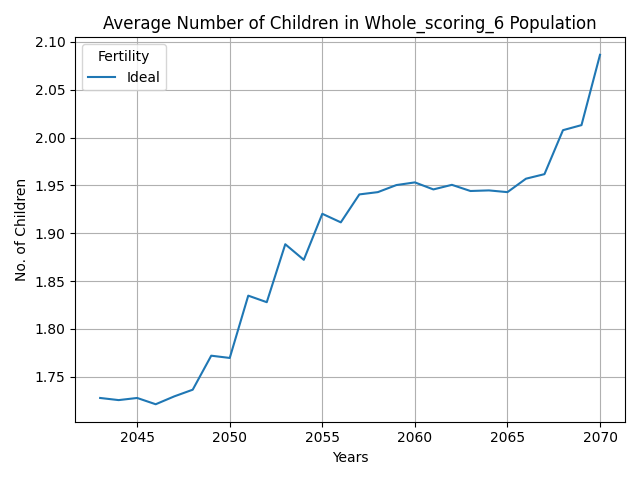 Average Number of Children in Whole_scoring_6 Population
2.10
2.05
2.00
1.95
1.90
1.85
1.80
1.75
No. of Children
Fertility
Ideal
2045 2050 2055 2060 2065 2070
Years